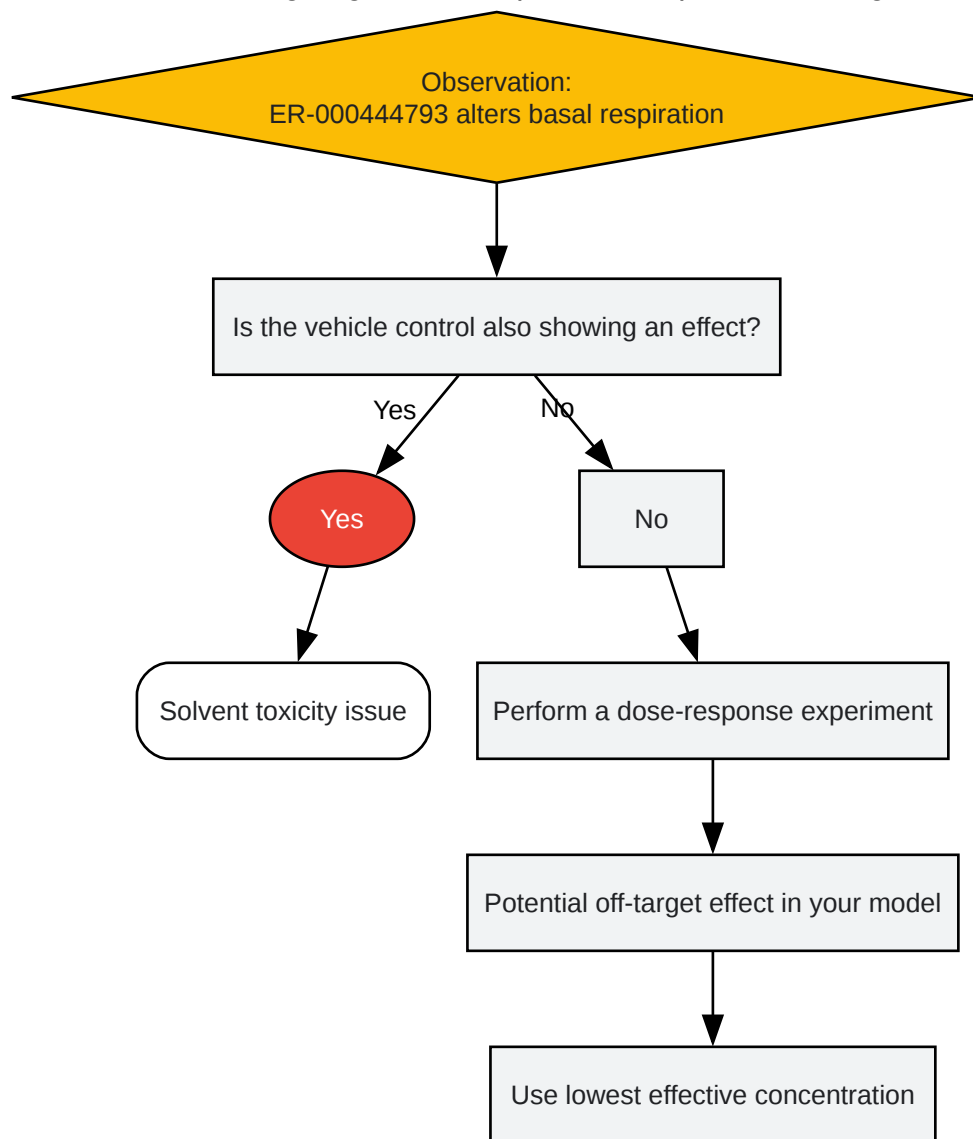 Observation:
ER-000444793 alters basal respiration
Is the vehicle control also showing an effect?
Yes
No
Yes
No
Solvent toxicity issue
Perform a dose-response experiment
Potential off-target effect in your model
Use lowest effective concentration